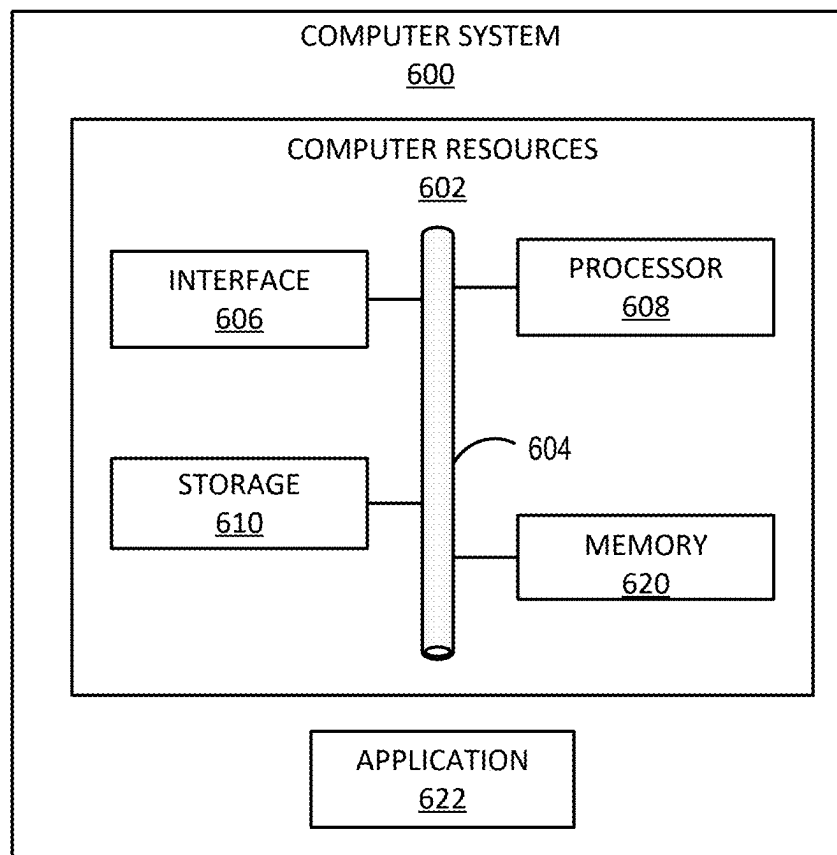 COMPUTER SYSTEM
600
COMPUTER RESOURCES
602
INTERFACE
606
PROCESSOR
608
604
STORAGE
610
MEMORY
620
APPLICATION
622